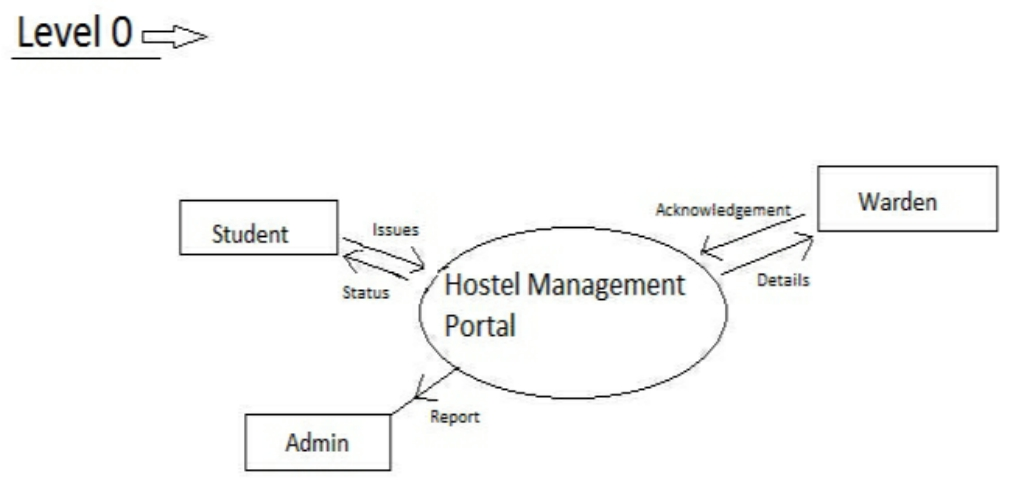 Level 0
Acknowledgement
Warden
Student
Issues
Status
Hostel Management
Portal
Details
Report
Admin